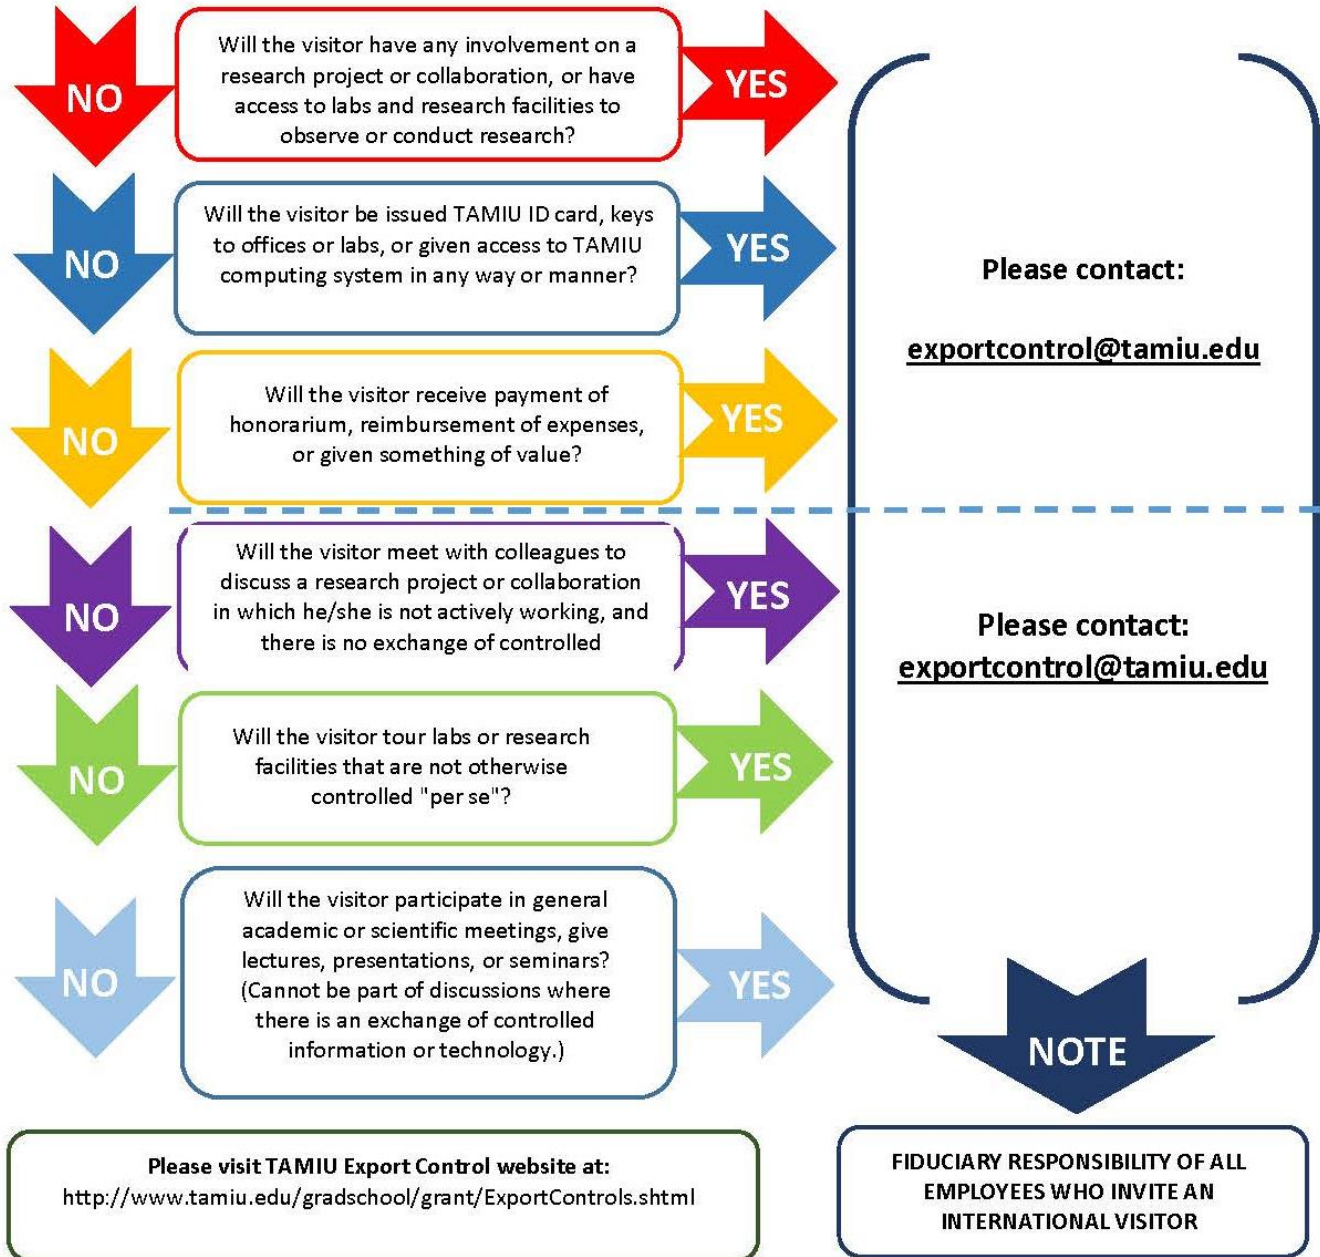 NO
Will the visitor have any involvement on a
research project or collaboration, or have
access to labs and research facilities to
observe or conduct research?
YES
NO
Will the visitor be issued TAMIU ID card, keys
to offices or labs, or given access to TAMIU
computing system in any way or manner?
YES
Please contact:
exportcontrol@tamiu.edu
NO
Will the visitor receive payment of
honorarium, reimbursement of expenses,
or given something of value?
YES
NO
Will the visitor meet with colleagues to
discuss a research project or collaboration
in which he/she is not actively working, and
there is no exchange of controlled
YES
Please contact:
exportcontrol@tamiu.edu
NO
Will the visitor tour labs or research
facilities that are not otherwise
controlled "per se"?
YES
NO
Will the visitor participate in general
academic or scientific meetings, give
lectures, presentations, or seminars?
(Cannot be part of discussions where
there is an exchange of controlled
information or technology.)
YES
NOTE
Please visit TAMIU Export Control website at:
http://www.tamiu.edu/gradschool/grant/ExportControls.shtml
FIDUCIARY RESPONSIBILITY OF ALL
EMPLOYEES WHO INVITE AN
INTERNATIONAL VISITOR